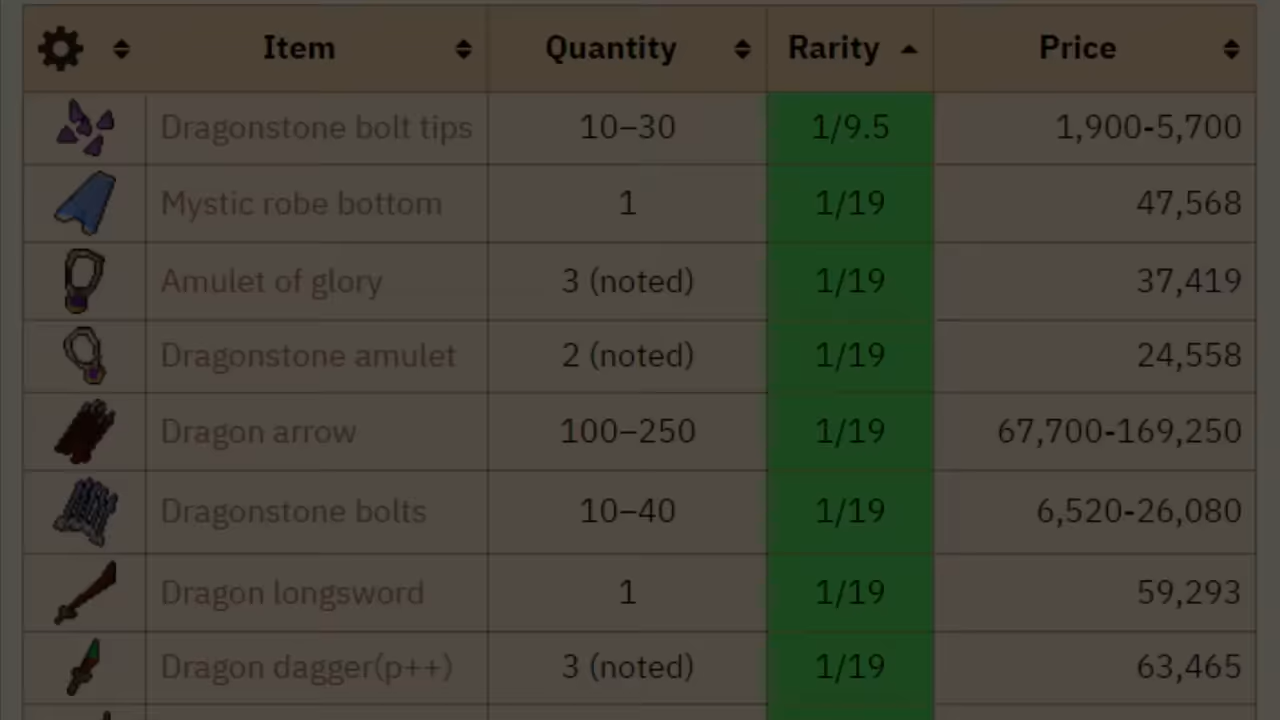 Item Quantity Rarity Price
Dragonstone bolt tips 10–30 1/9.5 1,900-5,700
Mystic robe bottom 1 1/19 47,568
Amulet of glory 3 (noted) 1/19 37,419
Dragonstone amulet 2 (noted) 1/19 24,558
Dragon arrow 100–250 1/19 67,700-169,250
Dragonstone bolts 10–40 1/19 6,520-26,080
Dragon longsword 1 1/19 59,293
Dragon dagger(p++) 3 (noted) 1/19 63,465